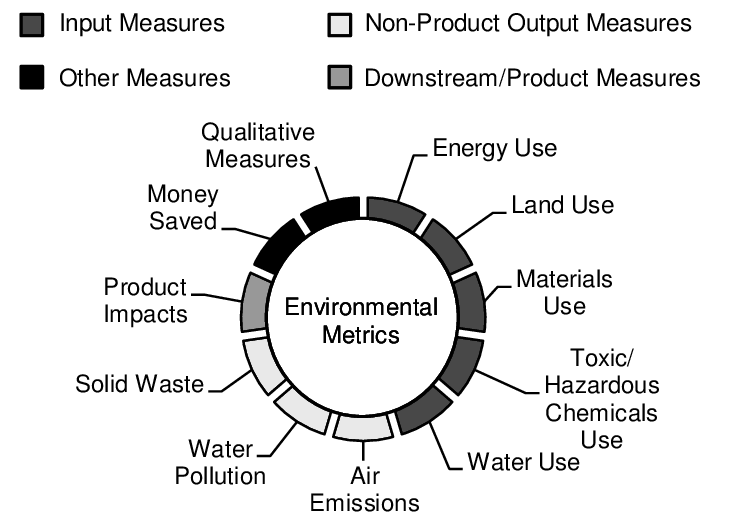 Input Measures
Non-Product Output Measures
Other Measures
Downstream/Product Measures
Qualitative
Measures
Energy Use
Money
Saved
Land Use
Product
Impacts
Materials
Use
Environmental
Metrics
Solid Waste
Toxic/
Hazardous
Chemicals
Use
Water
Pollution
Air
Emissions
Water Use